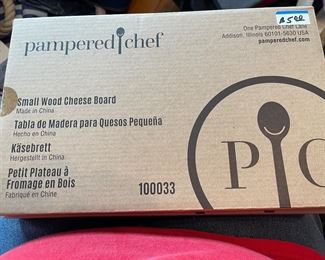 pampered chef
One Pampered Chef Lane
Addison, Illinois 60101-5630 USA
pamperedchef.com
Small Wood Cheese Board
Made in China
Tabla de Madera para Quesos Pequeña
Hecho en China
Käsebrett
Hergestellt in China
Petit Plateau à
Fromage en Bois
Fabriqué en Chine
100033
P C